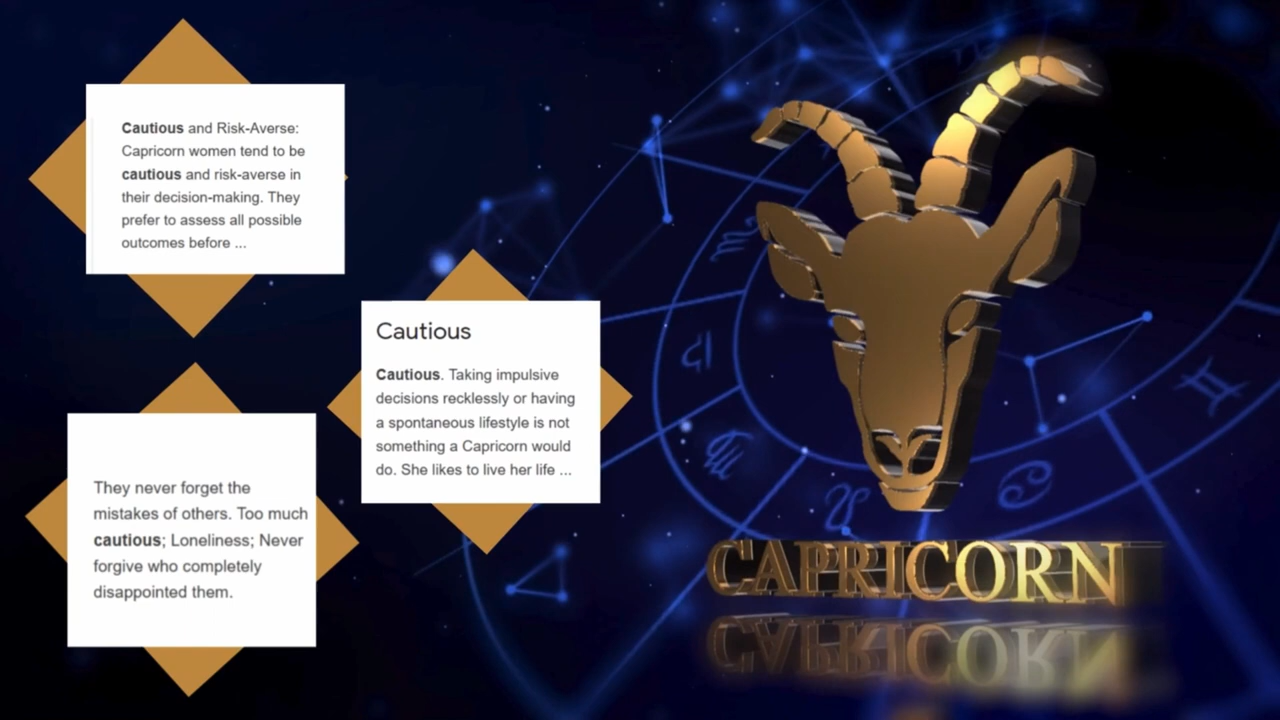 Cautious and Risk-Averse:
Capricorn women tend to be
cautious and risk-averse in
their decision-making. They
prefer to assess all possible
outcomes before ...
Cautious
Cautious. Taking impulsive
decisions recklessly or having
a spontaneous lifestyle is not
something a Capricorn would
do. She likes to live her life ...
They never forget the
mistakes of others. Too much
cautious; Loneliness; Never
forgive who completely
disappointed them.
CAPRICORN